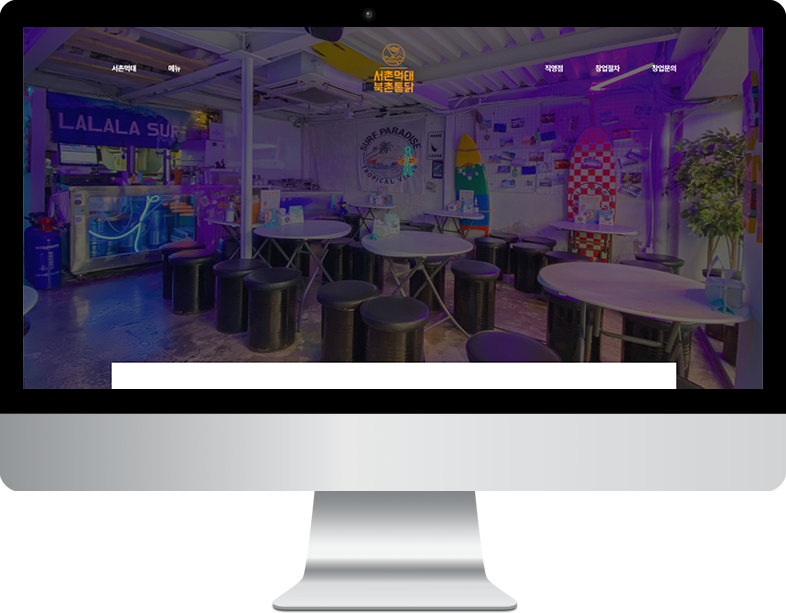 서촌먹태
메뉴
서촌먹태
북촌통닭
직영점
창업절차
창업문의
LALALA SURF
SURF PARADISE
TROPICAL